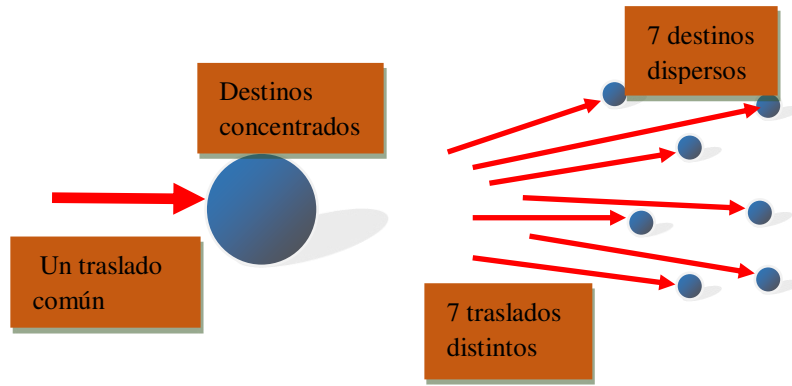 Destinos
concentrados
Un traslado
común
7 destinos
dispersos
7 traslados
distintos